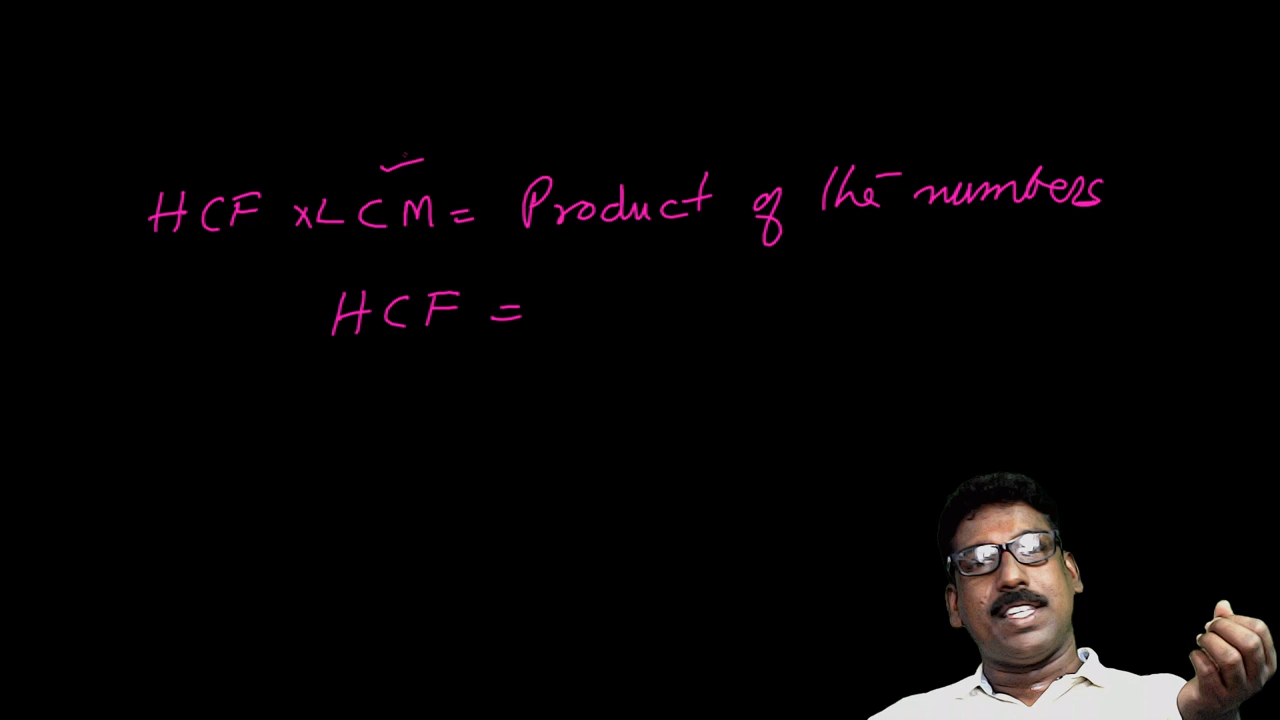 HCF × LCM = Product of the numbers
HCF =